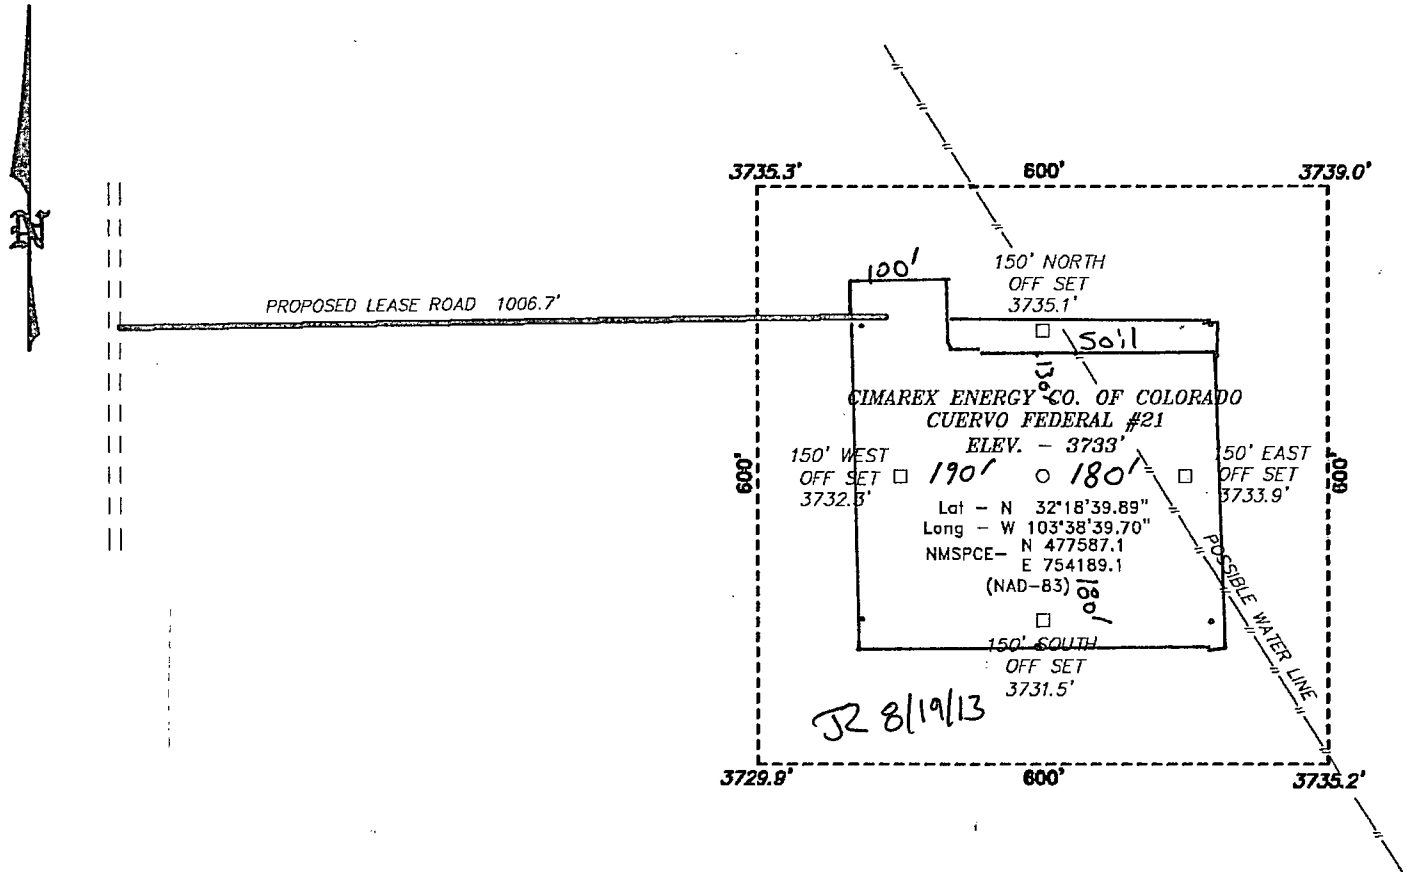 3735.3'
600'
3739.0'
150' NORTH
OFF SET
3735.1'
100'
PROPOSED LEASE ROAD 1006.7'
Soil
130'
CIMAREX ENERGY CO. OF COLORADO
CUERVO FEDERAL #21
ELEV. - 3733'
150' WEST
OFF SET
3732.3'
190'
180'
150' EAST
OFF SET
3733.9'
600'
600'
Lat - N 32°18'39.89"
Long - W 103°38'39.70"
NMSPCE- N 477587.1
E 754189.1
(NAD-83)
180'
POSSIBLE WATER LINE
150' SOUTH
OFF SET
3731.5'
JR 8/19/13
3729.9'
600'
3735.2'
N